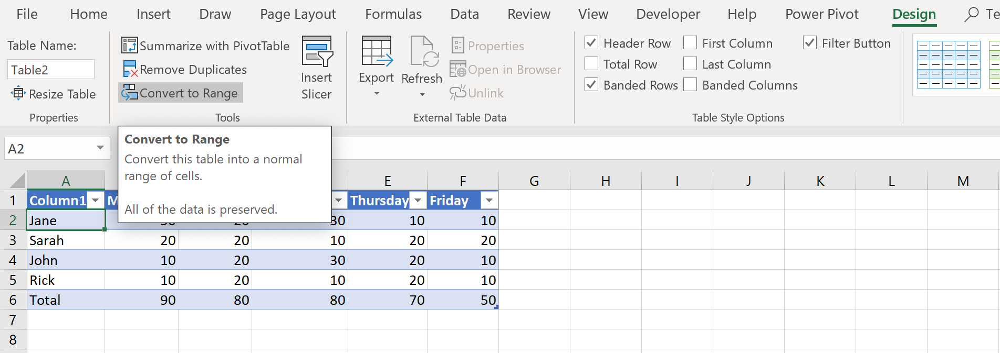 File Home Insert Draw Page Layout Formulas Data Review View Developer Help Power Pivot Design Te
Table Name:
Table2
Resize Table
Properties
Summarize with PivotTable
Remove Duplicates
Convert to Range
Insert
Slicer
Tools
Export
Refresh
Properties
Open in Browser
Unlink
External Table Data
Header Row First Column Filter Button
Total Row Last Column
Banded Rows Banded Columns
Table Style Options
A2
Convert to Range
Convert this table into a normal
range of cells.
All of the data is preserved.
A E F G H I J K L M
1 Column1 M Thursday Friday
2 Jane 30 10 10
3 Sarah 20 20 10 20 20
4 John 10 20 30 20 10
5 Rick 10 20 10 20 10
6 Total 90 80 80 70 50
7
8